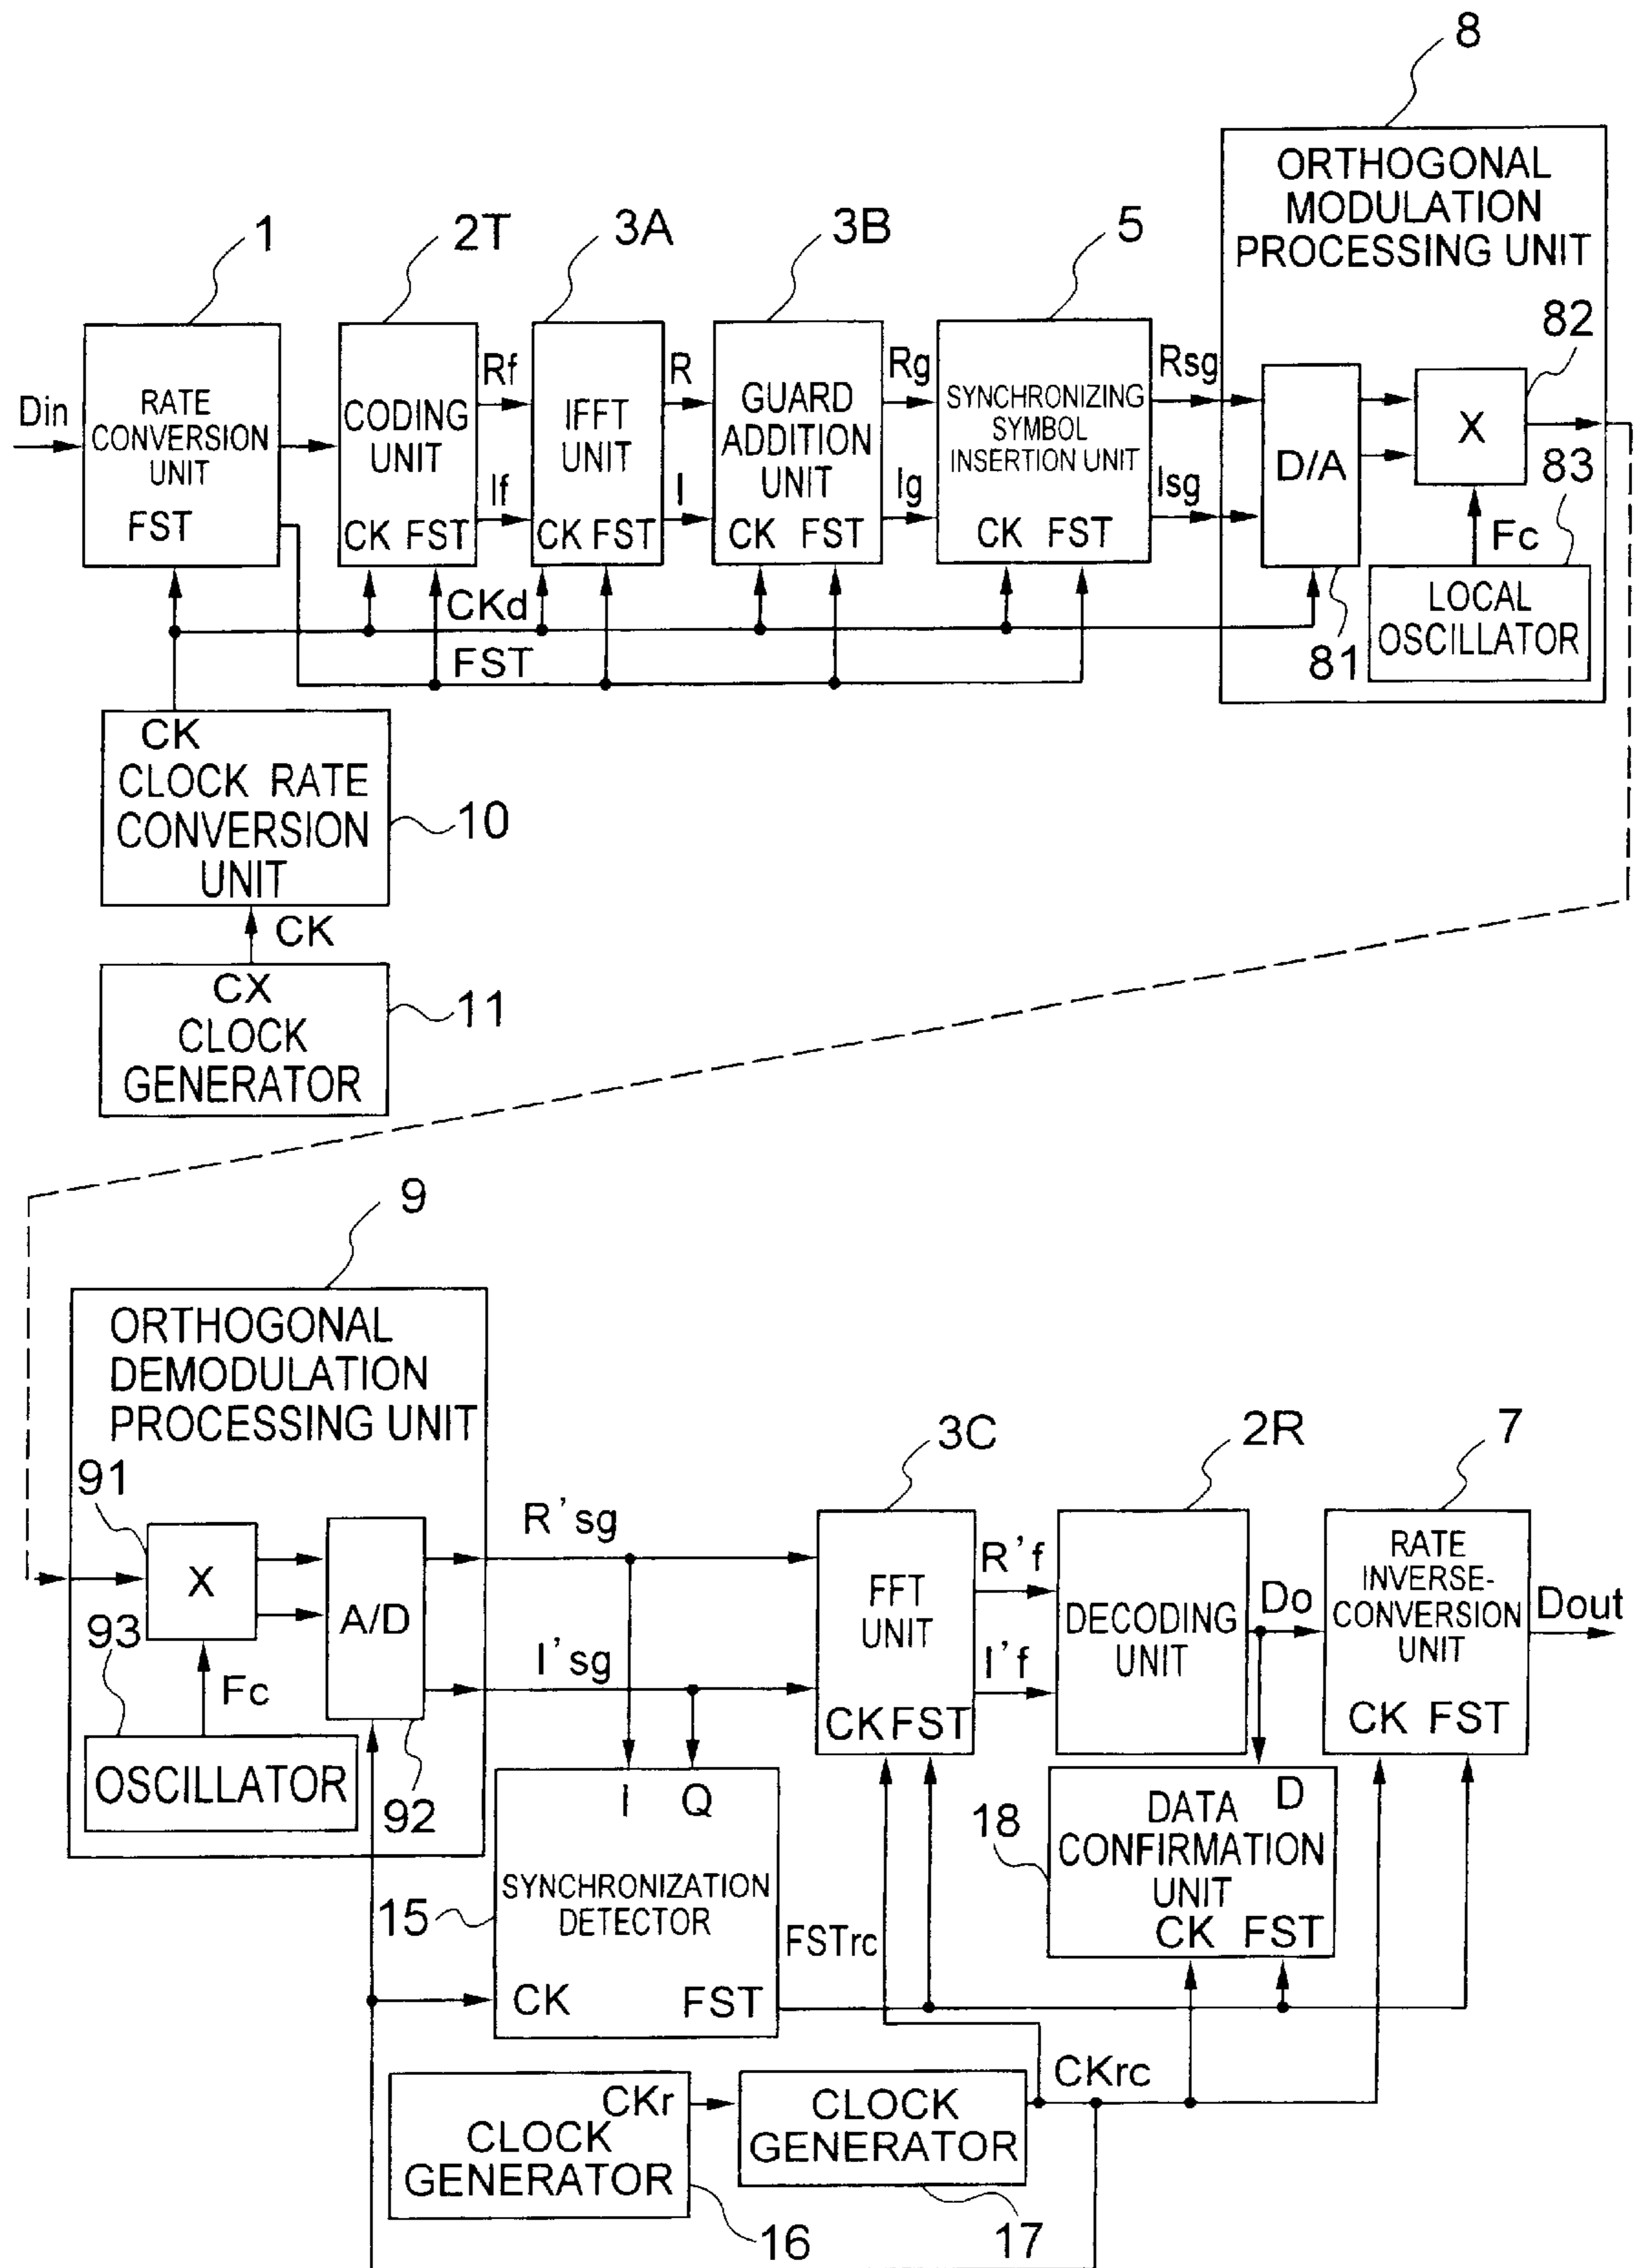 8
ORTHOGONAL
MODULATION
PROCESSING UNIT
1
2T
3A
3B
5
82
Din
RATE
CONVERSION
UNIT
FST
CODING
UNIT
CK FST
Rf
If
IFFT
UNIT
CK FST
R
I
GUARD
ADDITION
UNIT
CK FST
Rg
Ig
SYNCHRONIZING
SYMBOL
INSERTION UNIT
CK FST
Rsg
Isg
D/A
X
83
Fc
LOCAL
OSCILLATOR
81
CKd
FST
CK
CLOCK RATE
CONVERSION
UNIT
10
CK
CX
CLOCK
GENERATOR
11
9
ORTHOGONAL
DEMODULATION
PROCESSING UNIT
91
X
A/D
93
Fc
OSCILLATOR
92
R'sg
I'sg
3C
FFT
UNIT
CK FST
R'f
I'f
2R
DECODING
UNIT
Do
7
RATE
INVERSE-
CONVERSION
UNIT
CK FST
Dout
I Q
SYNCHRONIZATION
DETECTOR
CK FST
15
FSTrc
18
D
DATA
CONFIRMATION
UNIT
CK FST
CKrc
CKr
CLOCK
GENERATOR
16
CLOCK
GENERATOR
17